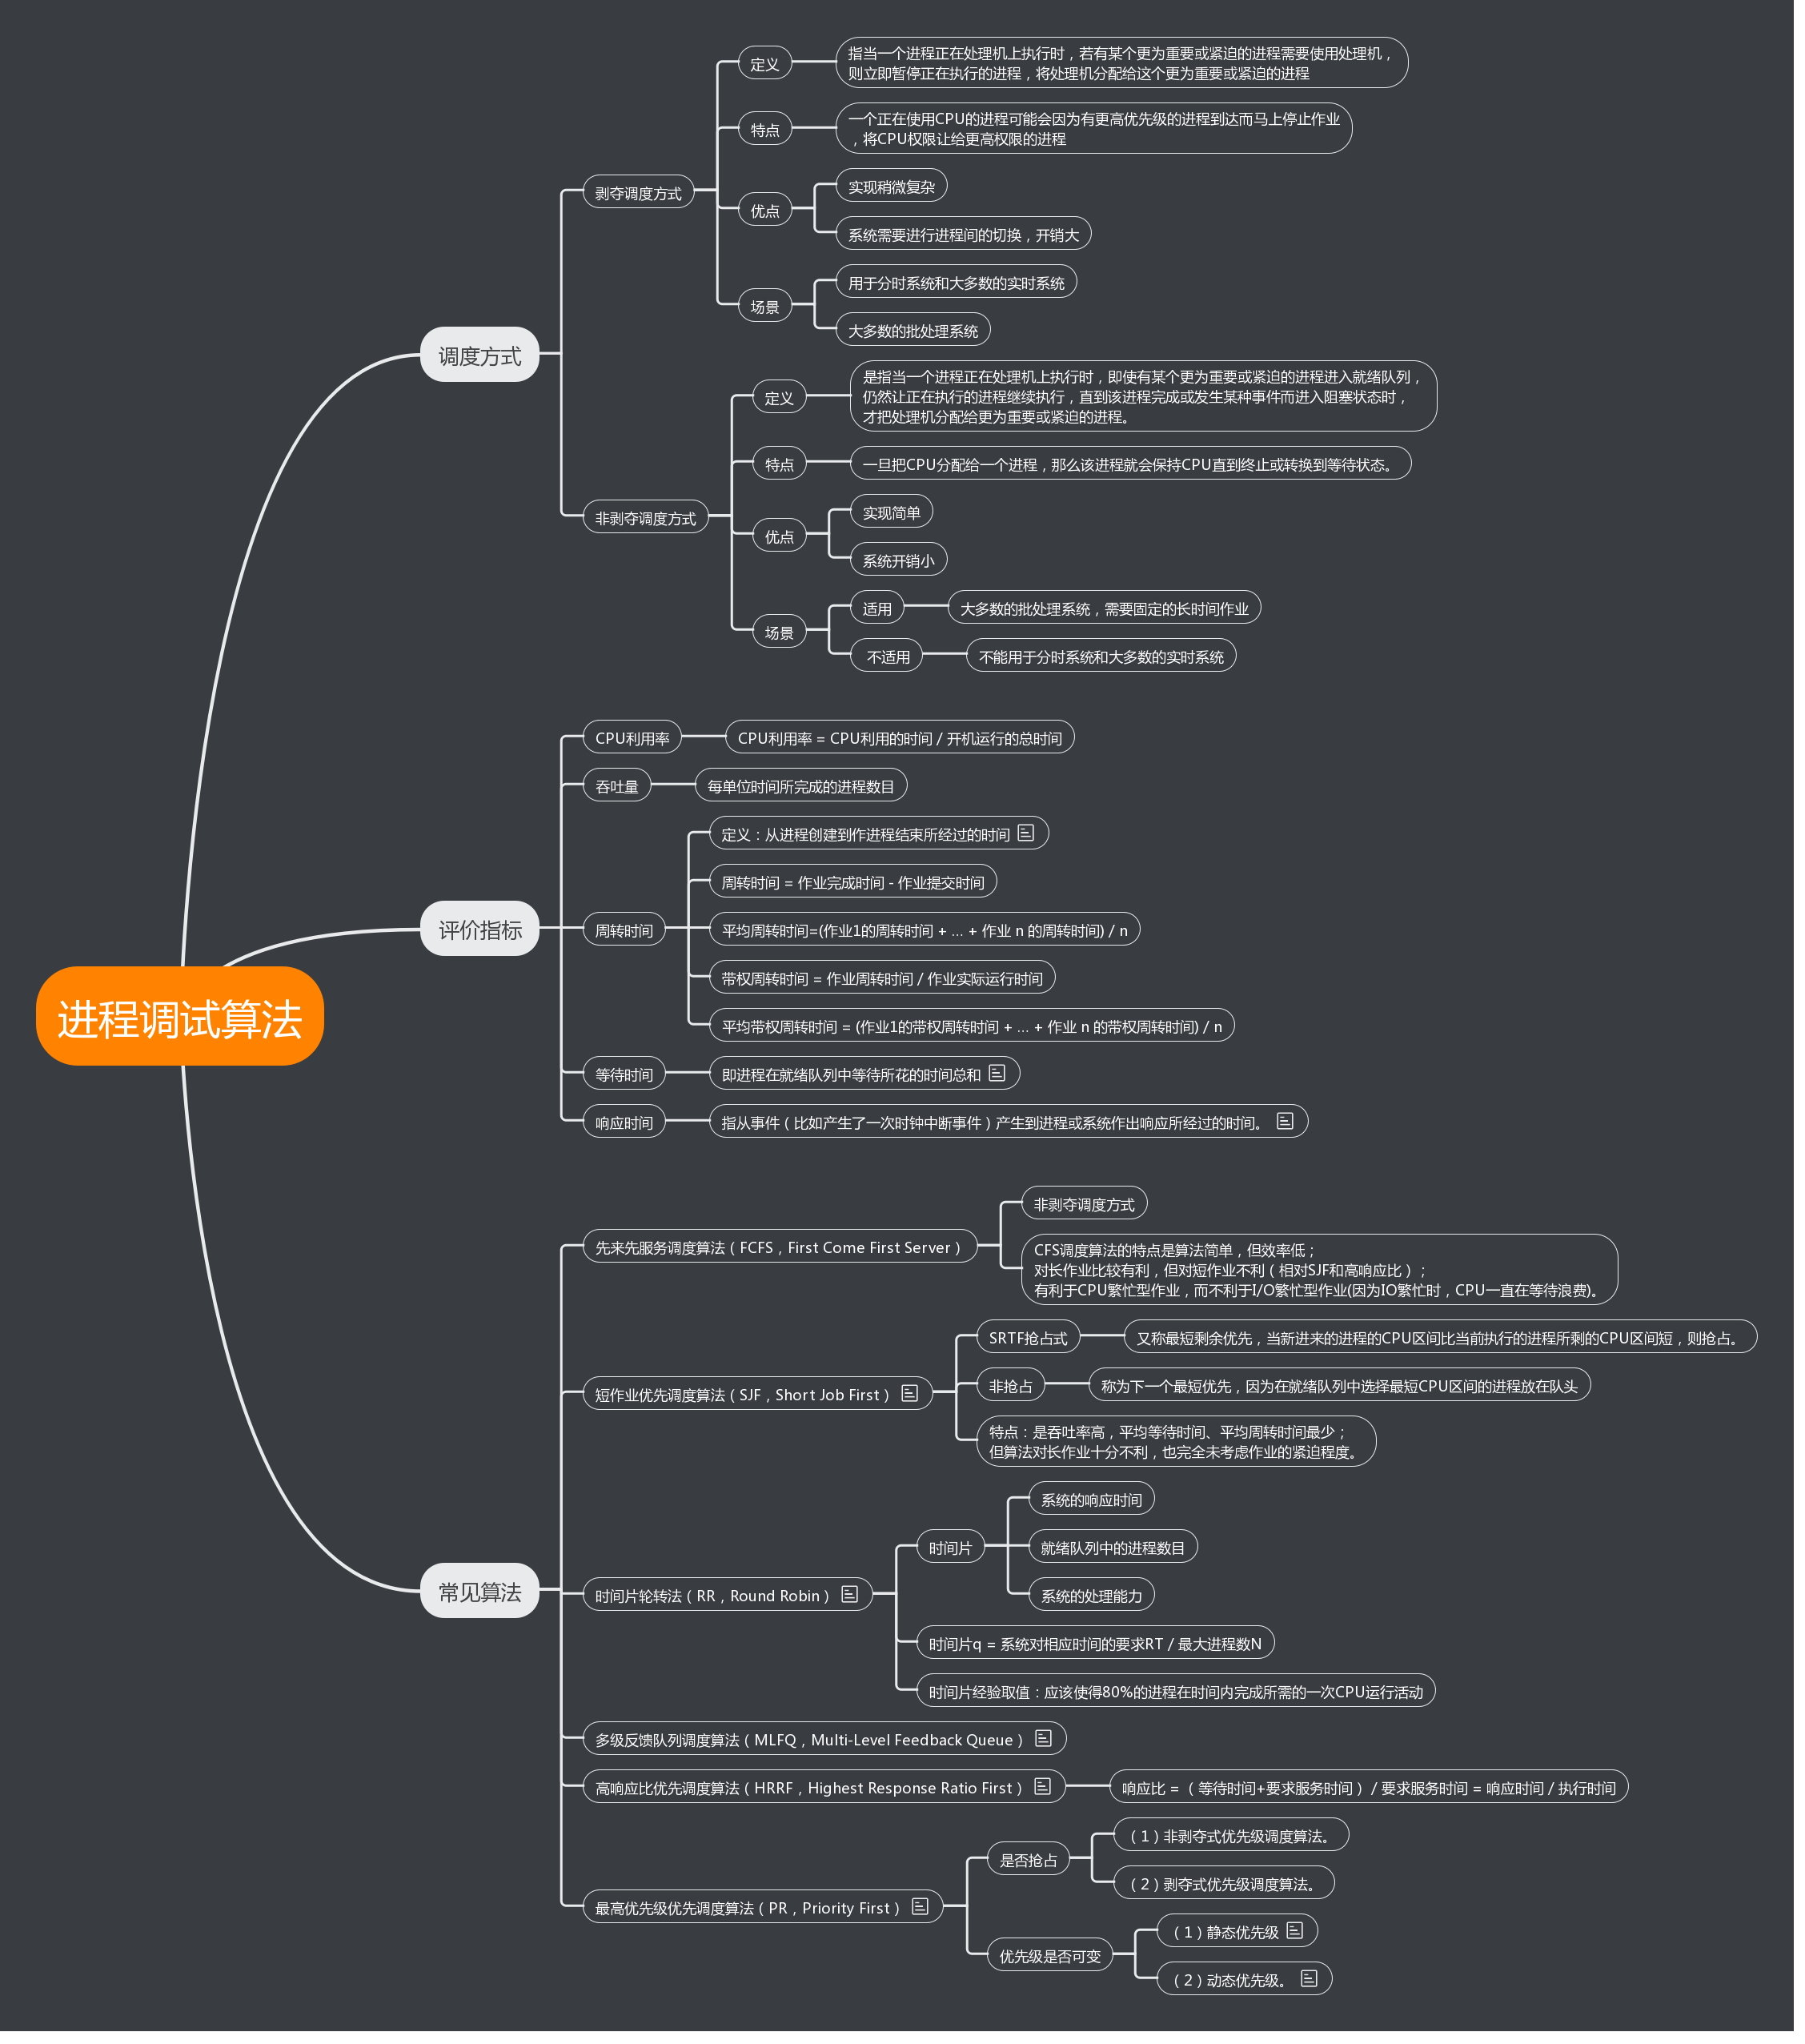 进程调试算法
调度方式
剥夺调度方式
定义
指当一个进程正在处理机上执行时，若有某个更为重要或紧迫的进程需要使用处理机，
则立即暂停正在执行的进程，将处理机分配给这个更为重要或紧迫的进程
特点
一个正在使用CPU的进程可能会因为有更高优先级的进程到达而马上停止作业
，将CPU权限让给更高权限的进程
优点
实现稍微复杂
系统需要进行进程间的切换，开销大
场景
用于分时系统和大多数的实时系统
大多数的批处理系统
非剥夺调度方式
定义
是指当一个进程正在处理机上执行时，即使有某个更为重要或紧迫的进程进入就绪队列，
仍然让正在执行的进程继续执行，直到该进程完成或发生某种事件而进入阻塞状态时，
才把处理机分配给更为重要或紧迫的进程。
特点
一旦把CPU分配给一个进程，那么该进程就会保持CPU直到终止或转换到等待状态。
优点
实现简单
系统开销小
场景
适用
大多数的批处理系统，需要固定的长时间作业
不适用
不能用于分时系统和大多数的实时系统
评价指标
CPU利用率
CPU利用率 = CPU利用的时间 / 开机运行的总时间
吞吐量
每单位时间所完成的进程数目
周转时间
定义：从进程创建到作进程结束所经过的时间
周转时间 = 作业完成时间 - 作业提交时间
平均周转时间=(作业1的周转时间 + … + 作业 n 的周转时间) / n
带权周转时间 = 作业周转时间 / 作业实际运行时间
平均带权周转时间 = (作业1的带权周转时间 + … + 作业 n 的带权周转时间) / n
等待时间
即进程在就绪队列中等待所花的时间总和
响应时间
指从事件（比如产生了一次时钟中断事件）产生到进程或系统作出响应所经过的时间。
常见算法
先来先服务调度算法（FCFS，First Come First Server）
非剥夺调度方式
CFS调度算法的特点是算法简单，但效率低；
对长作业比较有利，但对短作业不利（相对SJF和高响应比）；
有利于CPU繁忙型作业，而不利于I/O繁忙型作业(因为IO繁忙时，CPU一直在等待浪费)。
短作业优先调度算法（SJF，Short Job First）
SRTF抢占式
又称最短剩余优先，当新进来的进程的CPU区间比当前执行的进程所剩的CPU区间短，则抢占。
非抢占
称为下一个最短优先，因为在就绪队列中选择最短CPU区间的进程放在队头
特点：是吞吐率高，平均等待时间、平均周转时间最少；
但算法对长作业十分不利，也完全未考虑作业的紧迫程度。
时间片轮转法（RR，Round Robin）
时间片
系统的响应时间
就绪队列中的进程数目
系统的处理能力
时间片q = 系统对相应时间的要求RT / 最大进程数N
时间片经验取值：应该使得80%的进程在时间内完成所需的一次CPU运行活动
多级反馈队列调度算法（MLFQ，Multi-Level Feedback Queue）
高响应比优先调度算法（HRRF，Highest Response Ratio First）
响应比 = （等待时间+要求服务时间）/ 要求服务时间 = 响应时间 / 执行时间
最高优先级优先调度算法（PR，Priority First）
是否抢占
（1）非剥夺式优先级调度算法。
（2）剥夺式优先级调度算法。
优先级是否可变
（1）静态优先级
（2）动态优先级。